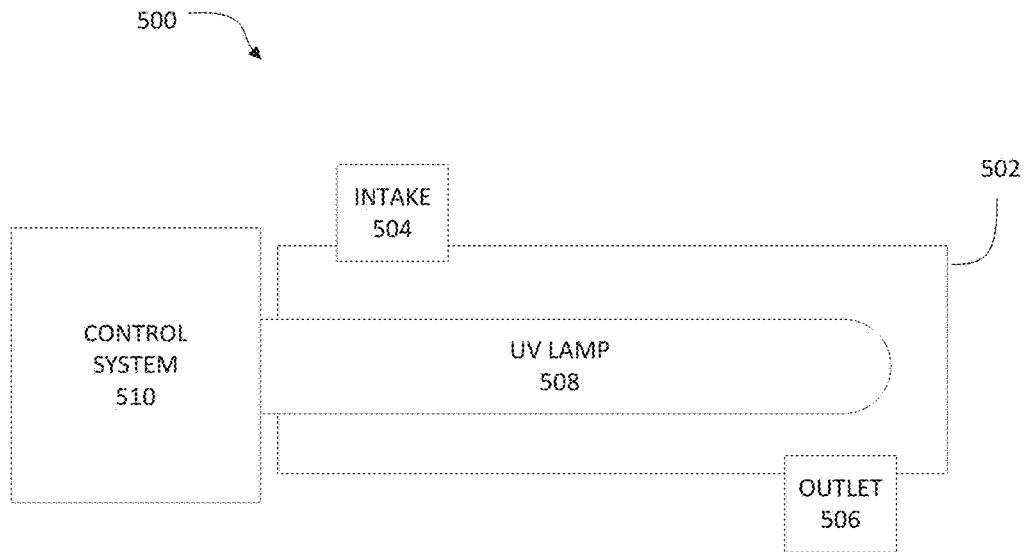 500
502
INTAKE
504
CONTROL
SYSTEM
510
UV LAMP
508
OUTLET
506